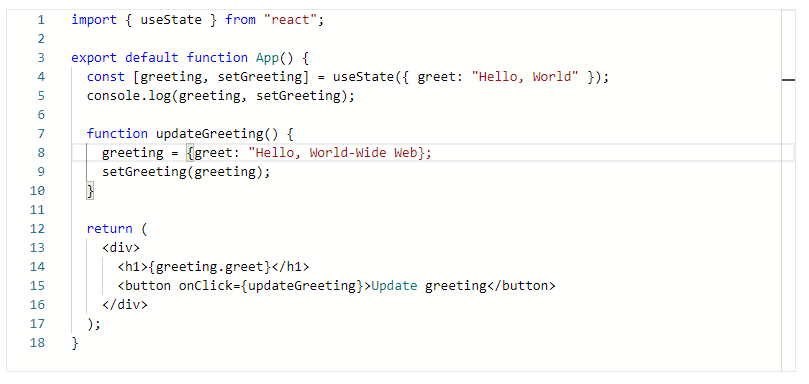 1 import { useState } from "react";
2
3 export default function App() {
4   const [greeting, setGreeting] = useState({ greet: "Hello, World" });
5   console.log(greeting, setGreeting);
6
7   function updateGreeting() {
8     greeting = {greet: "Hello, World-Wide Web};
9     setGreeting(greeting);
10   }
11
12   return (
13     <div>
14       <h1>{greeting.greet}</h1>
15       <button onClick={updateGreeting}>Update greeting</button>
16     </div>
17   );
18 }